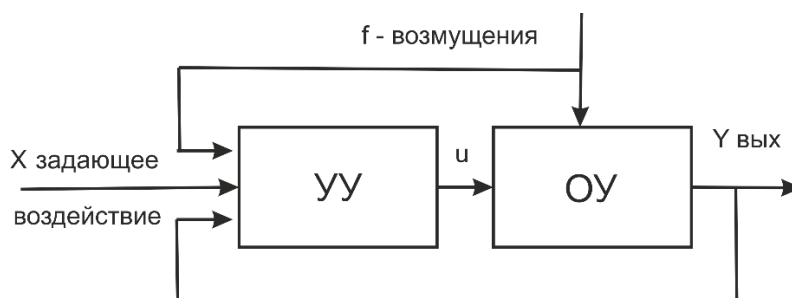 f - возмущения
X задающее
воздействие
УУ
u
ОУ
Y вых